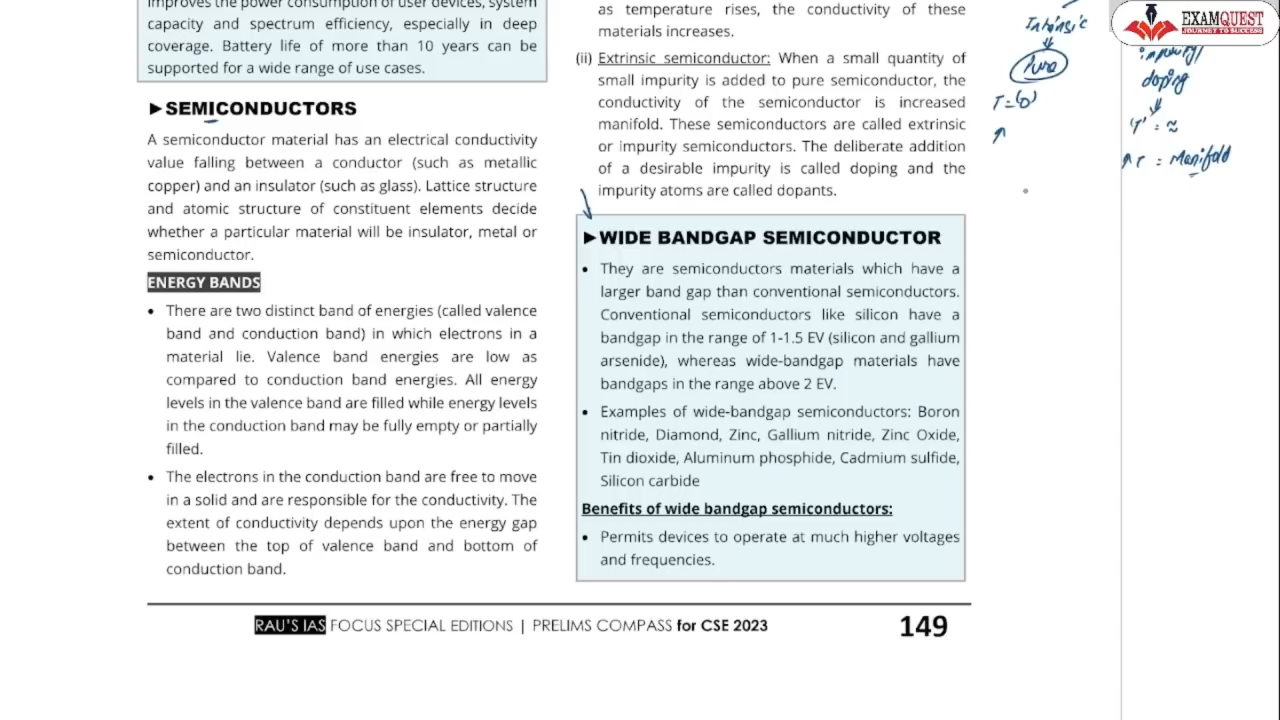 improves the power consumption of user devices, system
capacity and spectrum efficiency, especially in deep
coverage. Battery life of more than 10 years can be
supported for a wide range of use cases.
►SEMICONDUCTORS
A semiconductor material has an electrical conductivity
value falling between a conductor (such as metallic
copper) and an insulator (such as glass). Lattice structure
and atomic structure of constituent elements decide
whether a particular material will be insulator, metal or
semiconductor.
ENERGY BANDS
• There are two distinct band of energies (called valence
band and conduction band) in which electrons in a
material lie. Valence band energies are low as
compared to conduction band energies. All energy
levels in the valence band are filled while energy levels
in the conduction band may be fully empty or partially
filled.
• The electrons in the conduction band are free to move
in a solid and are responsible for the conductivity. The
extent of conductivity depends upon the energy gap
between the top of valence band and bottom of
conduction band.
as temperature rises, the conductivity of these
materials increases.
(ii) Extrinsic semiconductor: When a small quantity of
small impurity is added to pure semiconductor, the
conductivity of the semiconductor is increased
manifold. These semiconductors are called extrinsic
or impurity semiconductors. The deliberate addition
of a desirable impurity is called doping and the
impurity atoms are called dopants.
►WIDE BANDGAP SEMICONDUCTOR
• They are semiconductors materials which have a
larger band gap than conventional semiconductors.
Conventional semiconductors like silicon have a
bandgap in the range of 1-1.5 EV (silicon and gallium
arsenide), whereas wide-bandgap materials have
bandgaps in the range above 2 EV.
• Examples of wide-bandgap semiconductors: Boron
nitride, Diamond, Zinc, Gallium nitride, Zinc Oxide,
Tin dioxide, Aluminum phosphide, Cadmium sulfide,
Silicon carbide
Benefits of wide bandgap semiconductors:
• Permits devices to operate at much higher voltages
and frequencies.
RAU'S IAS FOCUS SPECIAL EDITIONS | PRELIMS COMPASS for CSE 2023
149
Intrinsic
Pure
EXAMQUEST
JOURNEY TO SUCCESS
impurity
doping
'T' : ≈
: Manifold